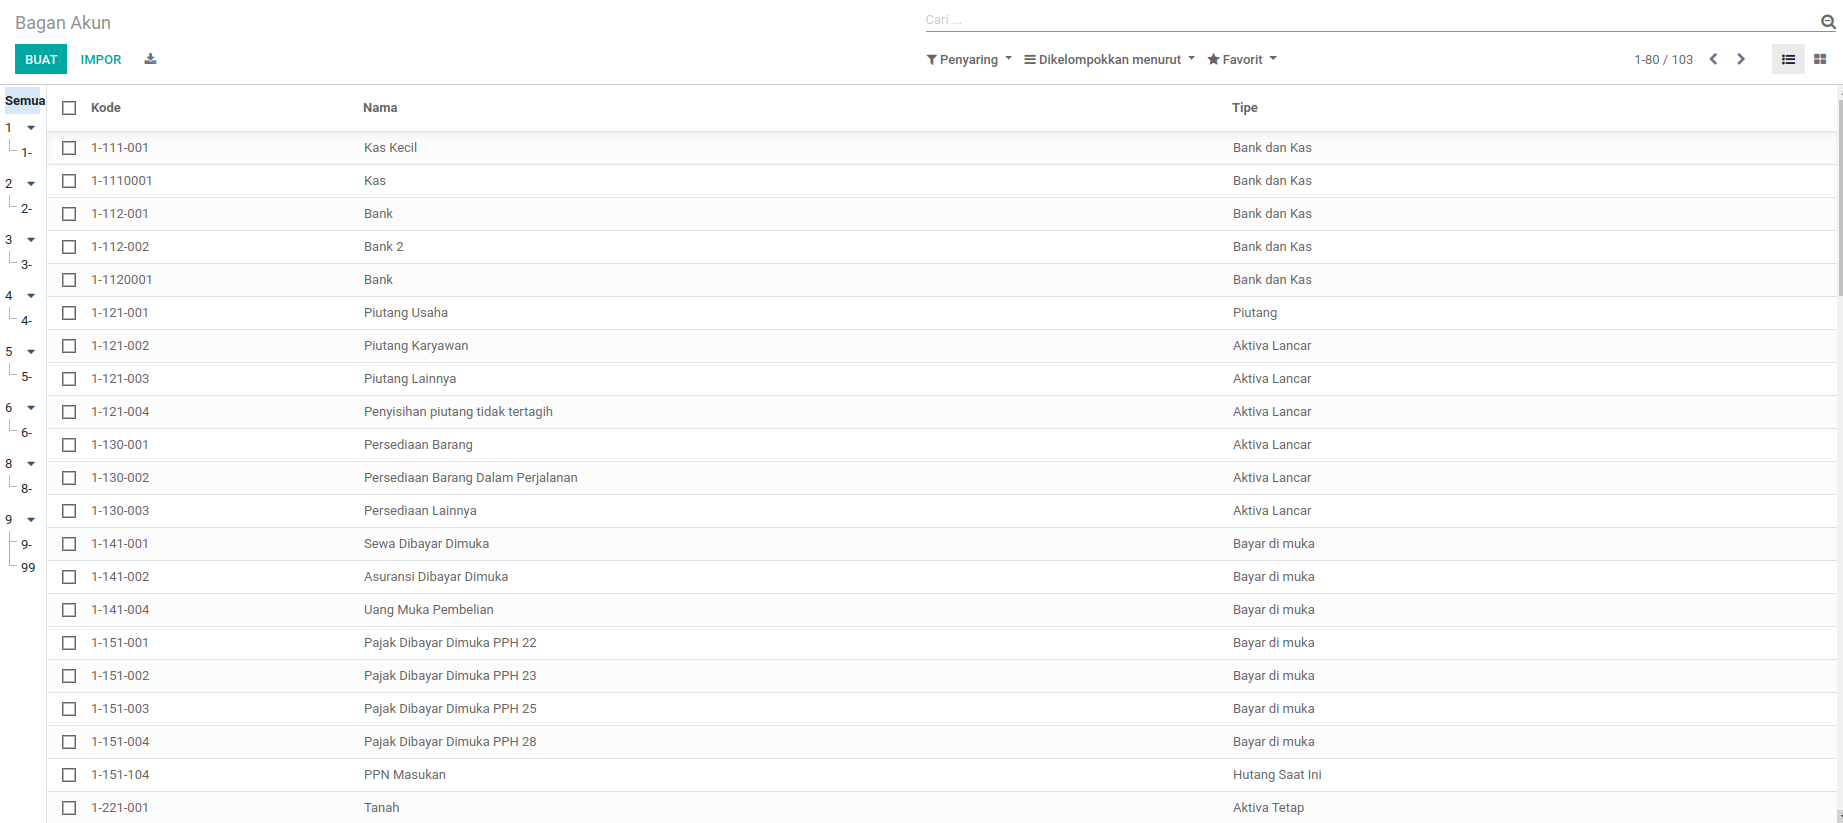 Bagan Akun
Cari ...
BUAT IMPOR
Penyaring Dikelompokkan menurut Favorit 1-80 / 103
Semua
1
1-
2
2-
3
3-
4
4-
5
5-
6
6-
8
8-
9
9-
99
Kode Nama Tipe
1-111-001 Kas Kecil Bank dan Kas
1-1110001 Kas Bank dan Kas
1-112-001 Bank Bank dan Kas
1-112-002 Bank 2 Bank dan Kas
1-1120001 Bank Bank dan Kas
1-121-001 Piutang Usaha Piutang
1-121-002 Piutang Karyawan Aktiva Lancar
1-121-003 Piutang Lainnya Aktiva Lancar
1-121-004 Penyisihan piutang tidak tertagih Aktiva Lancar
1-130-001 Persediaan Barang Aktiva Lancar
1-130-002 Persediaan Barang Dalam Perjalanan Aktiva Lancar
1-130-003 Persediaan Lainnya Aktiva Lancar
1-141-001 Sewa Dibayar Dimuka Bayar di muka
1-141-002 Asuransi Dibayar Dimuka Bayar di muka
1-141-004 Uang Muka Pembelian Bayar di muka
1-151-001 Pajak Dibayar Dimuka PPH 22 Bayar di muka
1-151-002 Pajak Dibayar Dimuka PPH 23 Bayar di muka
1-151-003 Pajak Dibayar Dimuka PPH 25 Bayar di muka
1-151-004 Pajak Dibayar Dimuka PPH 28 Bayar di muka
1-151-104 PPN Masukan Hutang Saat Ini
1-221-001 Tanah Aktiva Tetap